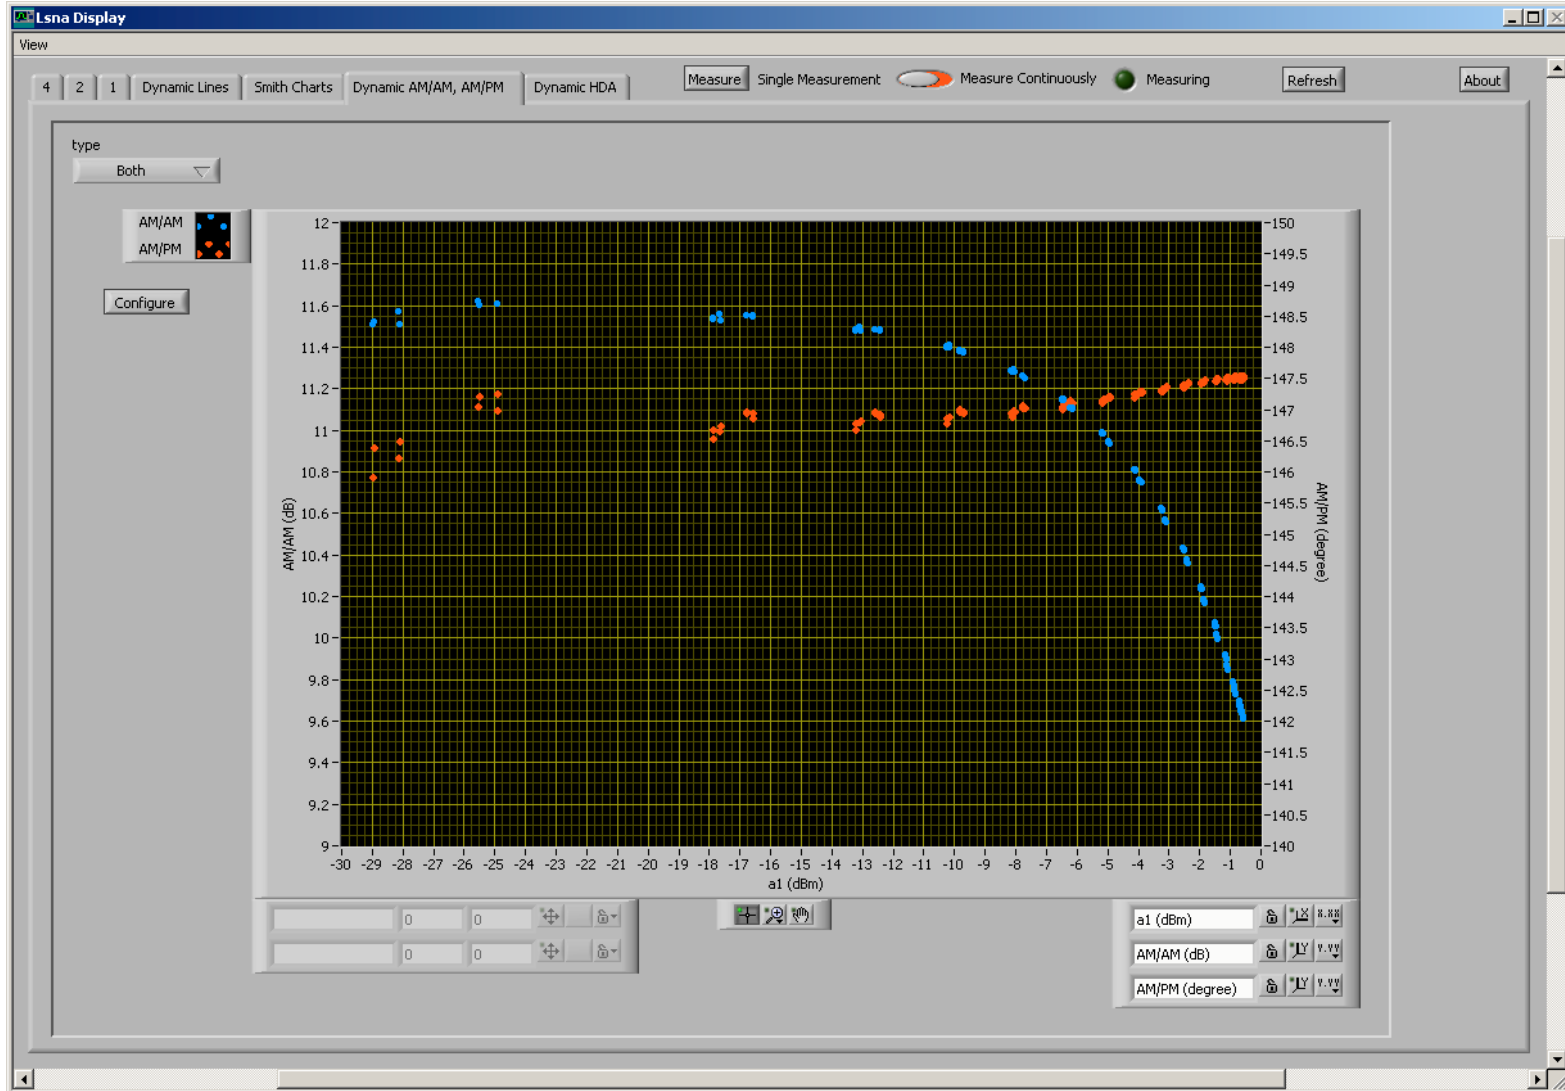 Lsna Display
View
4 2 1 Dynamic Lines Smith Charts Dynamic AM/AM, AM/PM Dynamic HDA Measure Single Measurement Measure Continuously Measuring Refresh About
type
Both
AM/AM
AM/PM
Configure
12
11.8
11.6
11.4
11.2
11
10.8
10.6
10.4
10.2
10
9.8
9.6
9.4
9.2
9
AM/AM (dB)
-150
-149.5
-149
-148.5
-148
-147.5
-147
-146.5
-146
-145.5
-145
-144.5
-144
-143.5
-143
-142.5
-142
-141.5
-141
-140.5
-140
AM/PM (degree)
-30 -29 -28 -27 -26 -25 -24 -23 -22 -21 -20 -19 -18 -17 -16 -15 -14 -13 -12 -11 -10 -9 -8 -7 -6 -5 -4 -3 -2 -1 0
a1 (dBm)
0 0
0 0
a1 (dBm) X X.XX
AM/AM (dB) Y Y.YY
AM/PM (degree) Y Y.YY